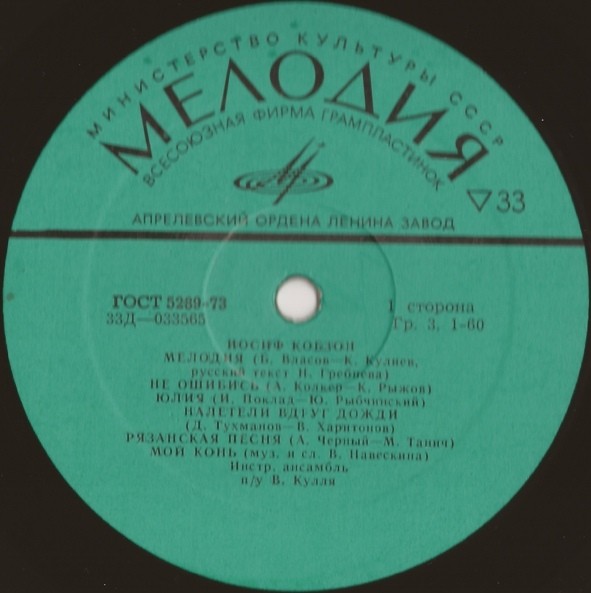 МИНИСТЕРСТВО КУЛЬТУРЫ СССР
МЕЛОДИЯ
ВСЕСОЮЗНАЯ ФИРМА ГРАМПЛАСТИНОК
▽33
АПРЕЛЕВСКИЙ ОРДЕНА ЛЕНИНА ЗАВОД
ГОСТ 5289-73
33Д—033565
1 сторона
Гр. 3, 1-60
ИОСИФ КОБЗОН
МЕЛОДИЯ (Б. Власов—К. Кулиев,
русский текст Н. Гребнева)
НЕ ОШИБИСЬ (А. Колкер—К. Рыжов)
ЮЛИЯ (И. Поклад—Ю. Рыбчинский)
НАЛЕТЕЛИ ВДРУГ ДОЖДИ
(Д. Тухманов—В. Харитонов)
РЯЗАНСКАЯ ПЕСНЯ (А. Черный—М. Танич)
МОЙ КОНЬ (муз. и сл. В. Навескина)
Инстр. ансамбль
п/у В. Кулля